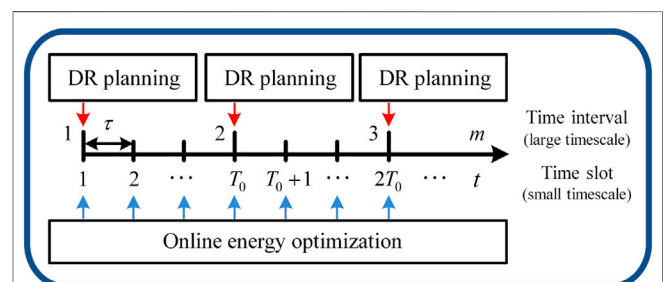 DR planning DR planning DR planning
1 τ 2 3 m
Time interval
(large timescale)
1 2 ⋯ T₀ T₀+1 ⋯ 2T₀ ⋯ t
Time slot
(small timescale)
Online energy optimization